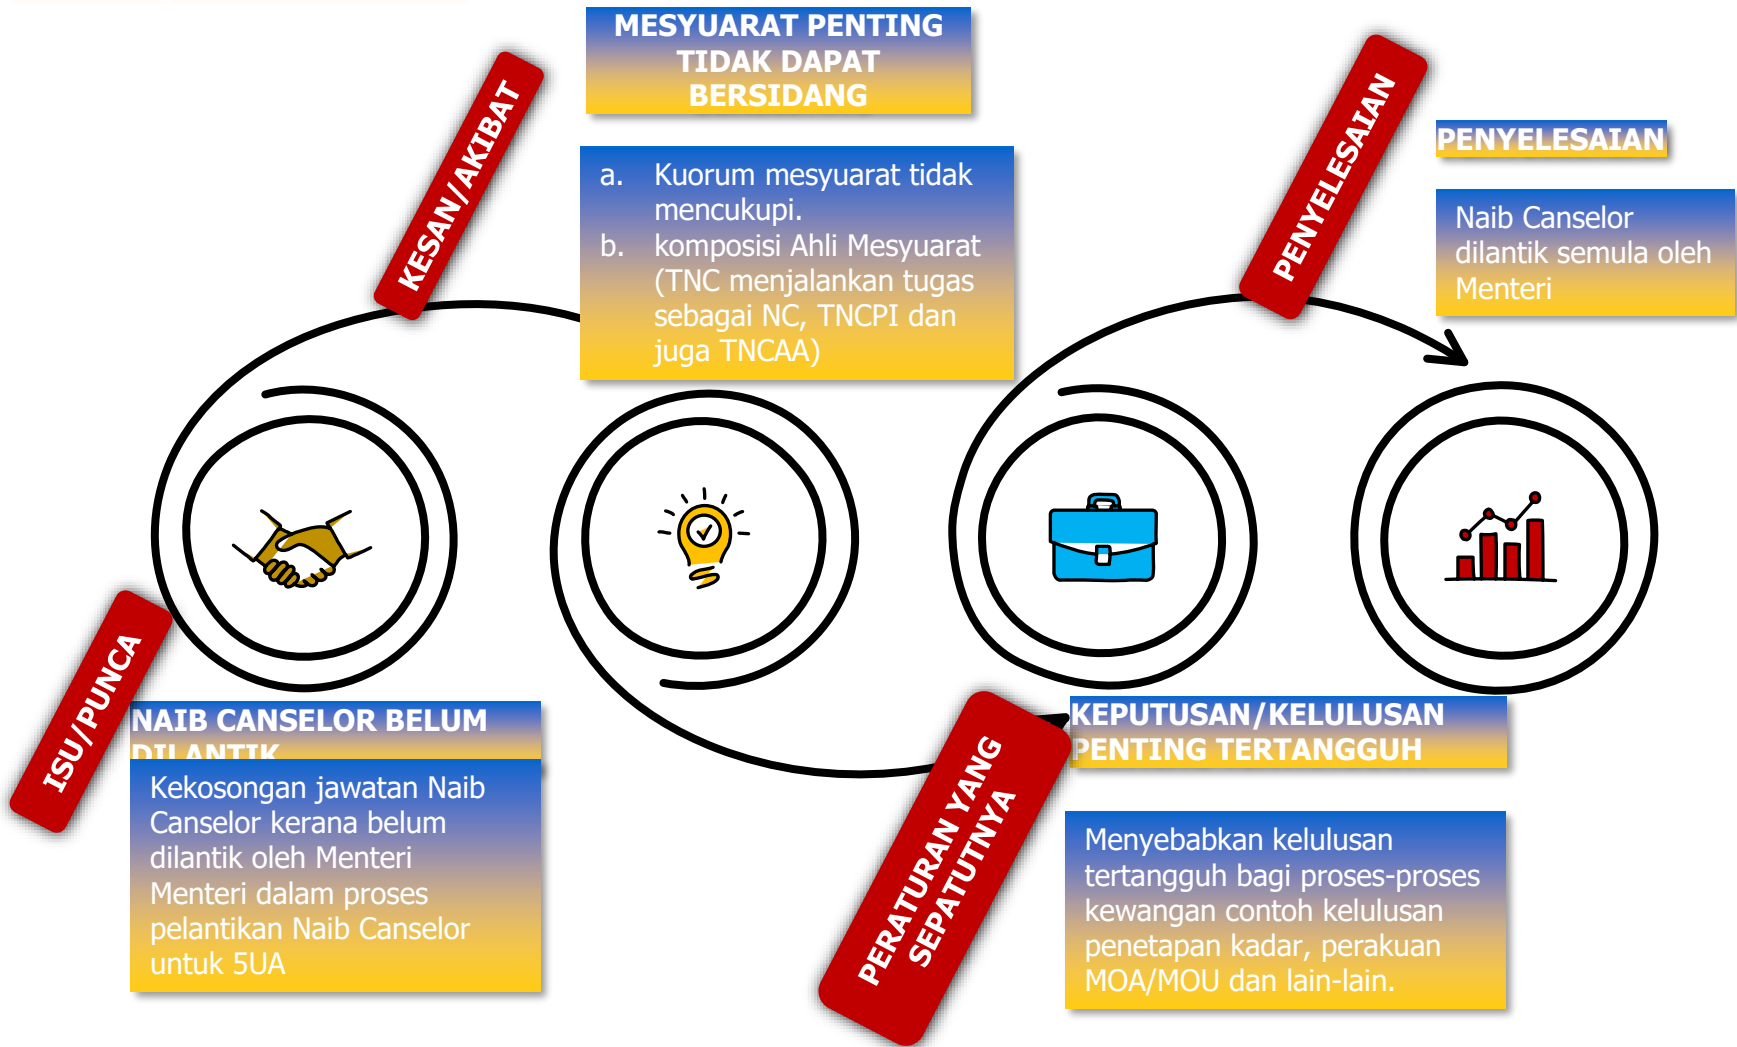 ISU/PUNCA
NAIB CANSELOR BELUM
DILANTIK
Kekosongan jawatan Naib
Canselor kerana belum
dilantik oleh Menteri
Menteri dalam proses
pelantikan Naib Canselor
untuk 5UA
KESAN/AKIBAT
MESYUARAT PENTING
TIDAK DAPAT
BERSIDANG
a. Kuorum mesyuarat tidak
mencukupi.
b. komposisi Ahli Mesyuarat
(TNC menjalankan tugas
sebagai NC, TNCPI dan
juga TNCAA)
PERATURAN YANG
SEPATUTNYA
KEPUTUSAN/KELULUSAN
PENTING TERTANGGUH
Menyebabkan kelulusan
tertangguh bagi proses-proses
kewangan contoh kelulusan
penetapan kadar, perakuan
MOA/MOU dan lain-lain.
PENYELESAIAN
PENYELESAIAN
Naib Canselor
dilantik semula oleh
Menteri